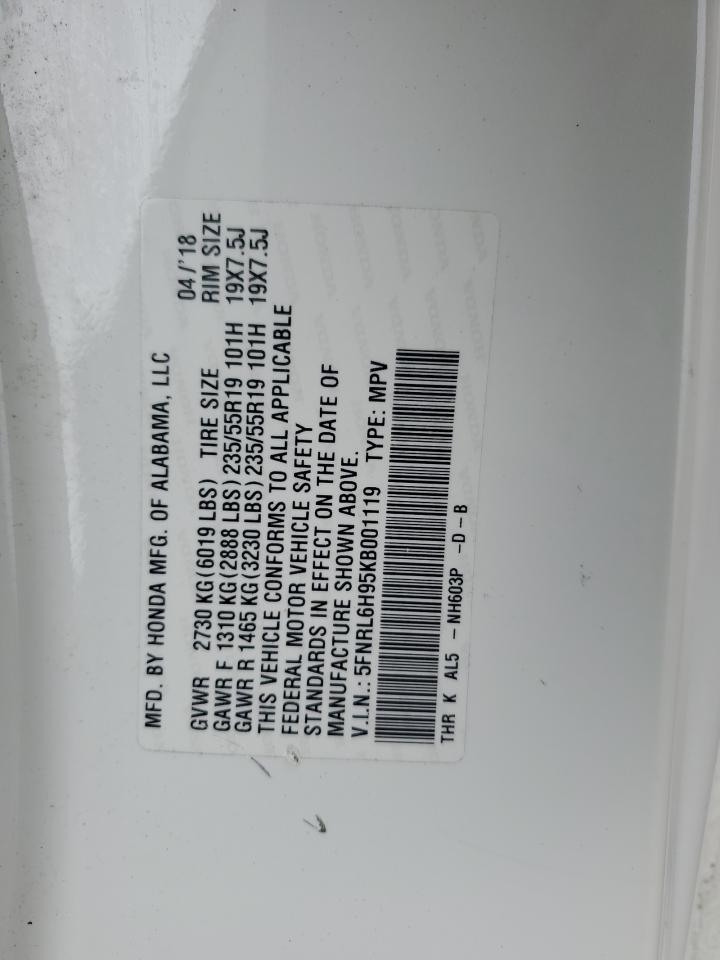 MFD. BY HONDA MFG. OF ALABAMA, LLC 04/'18
GVWR 2730 KG(6019 LBS) TIRE SIZE RIM SIZE
GAWR F 1310 KG(2888 LBS)235/55R19 101H 19X7.5J
GAWR R 1465 KG(3230 LBS)235/55R19 101H 19X7.5J
THIS VEHICLE CONFORMS TO ALL APPLICABLE
FEDERAL MOTOR VEHICLE SAFETY
STANDARDS IN EFFECT ON THE DATE OF
MANUFACTURE SHOWN ABOVE.
V.I.N.: 5FNRL6H95KB001119 TYPE: MPV
THR K AL5 - NH603P -D-B